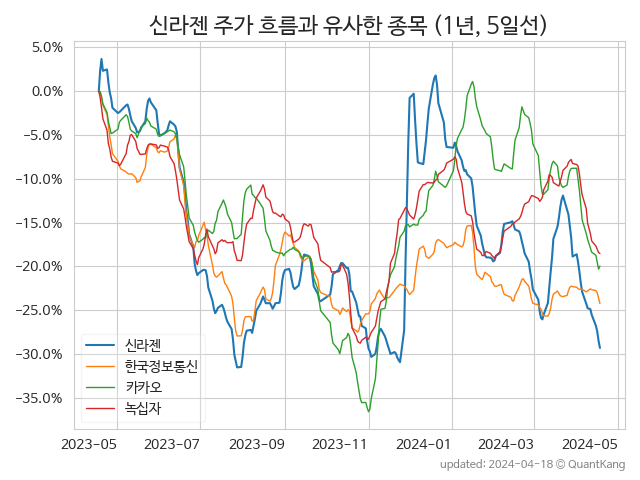 신라젠 주가 흐름과 유사한 종목 (1년, 5일선)
5.0%
0.0%
−5.0%
−10.0%
−15.0%
−20.0%
−25.0%
−30.0%
−35.0%
신라젠
한국정보통신
카카오
녹십자
2023-05 2023-07 2023-09 2023-11 2024-01 2024-03 2024-05
updated: 2024-04-18 © QuantKang